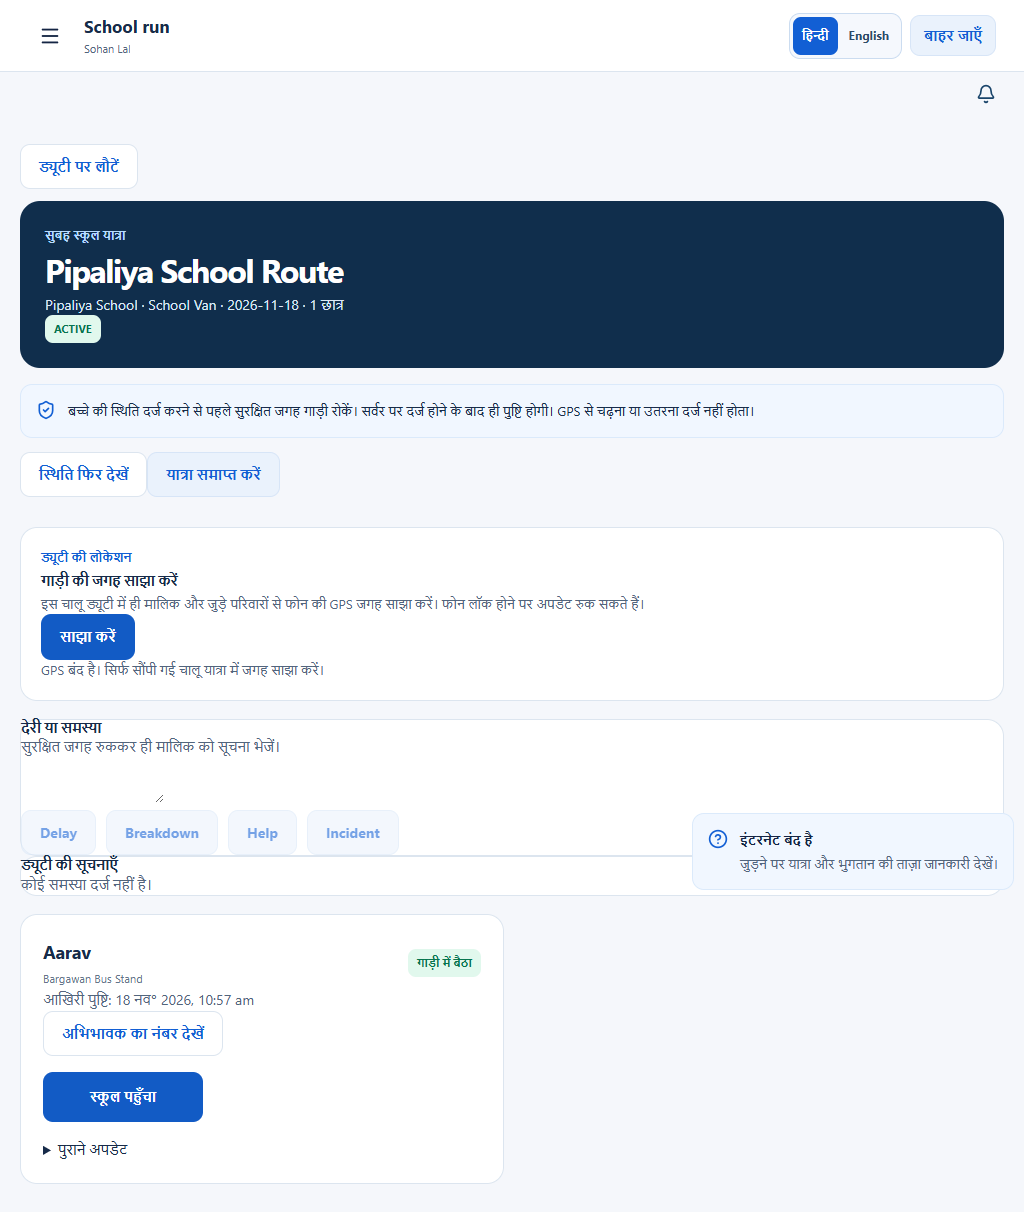 School run
Sohan Lal
हिन्दी
English
बाहर जाएँ
ड्यूटी पर लौटें
सुबह स्कूल यात्रा
Pipaliya School Route
Pipaliya School · School Van · 2026-11-18 · 1 छात्र
ACTIVE
बच्चे की स्थिति दर्ज करने से पहले सुरक्षित जगह गाड़ी रोकें। सर्वर पर दर्ज होने के बाद ही पुष्टि होगी। GPS से चढ़ना या उतरना दर्ज नहीं होता।
स्थिति फिर देखें
यात्रा समाप्त करें
ड्यूटी की लोकेशन
गाड़ी की जगह साझा करें
इस चालू ड्यूटी में ही मालिक और जुड़े परिवारों से फोन की GPS जगह साझा करें। फोन लॉक होने पर अपडेट रुक सकते हैं।
साझा करें
GPS बंद है। सिर्फ सौंपी गई चालू यात्रा में जगह साझा करें।
देरी या समस्या
सुरक्षित जगह रुककर ही मालिक को सूचना भेजें।
Delay
Breakdown
Help
Incident
इंटरनेट बंद है
जुड़ने पर यात्रा और भुगतान की ताज़ा जानकारी देखें।
ड्यूटी की सूचनाएँ
कोई समस्या दर्ज नहीं है।
Aarav
गाड़ी में बैठा
Bargawan Bus Stand
आखिरी पुष्टि: 18 नव॰ 2026, 10:57 am
अभिभावक का नंबर देखें
स्कूल पहुँचा
पुराने अपडेट